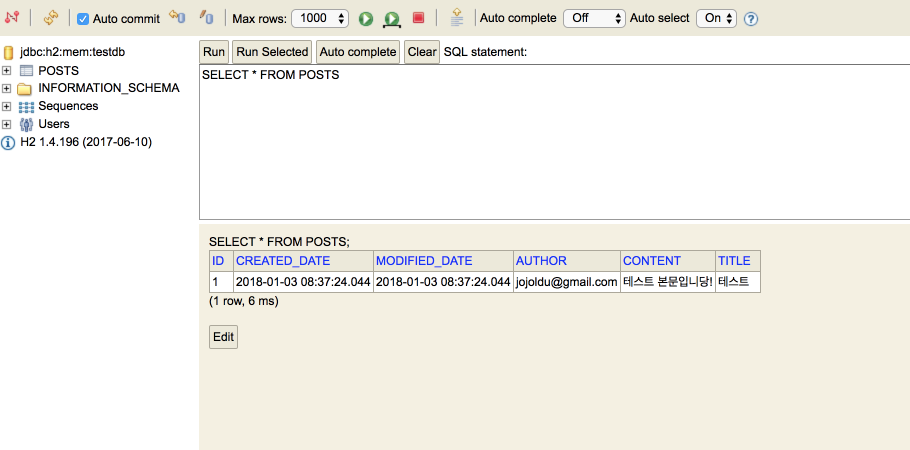 Auto commit Max rows: 1000 Auto complete Off Auto select On ?
jdbc:h2:mem:testdb
POSTS
INFORMATION_SCHEMA
Sequences
Users
H2 1.4.196 (2017-06-10)
Run Run Selected Auto complete Clear SQL statement:
SELECT * FROM POSTS
SELECT * FROM POSTS;
ID CREATED_DATE MODIFIED_DATE AUTHOR CONTENT TITLE
1 2018-01-03 08:37:24.044 2018-01-03 08:37:24.044 jojoldu@gmail.com 테스트 본문입니당! 테스트
(1 row, 6 ms)
Edit